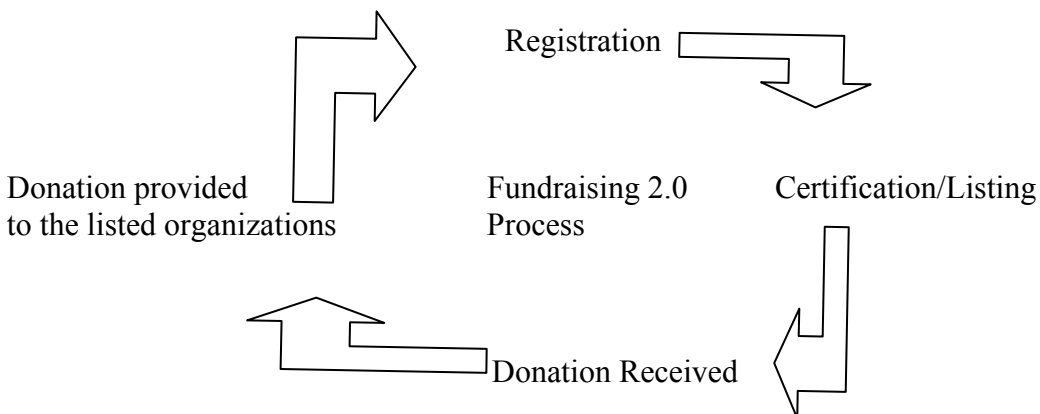 Registration
Donation provided
to the listed organizations
Fundraising 2.0
Process
Certification/Listing
Donation Received